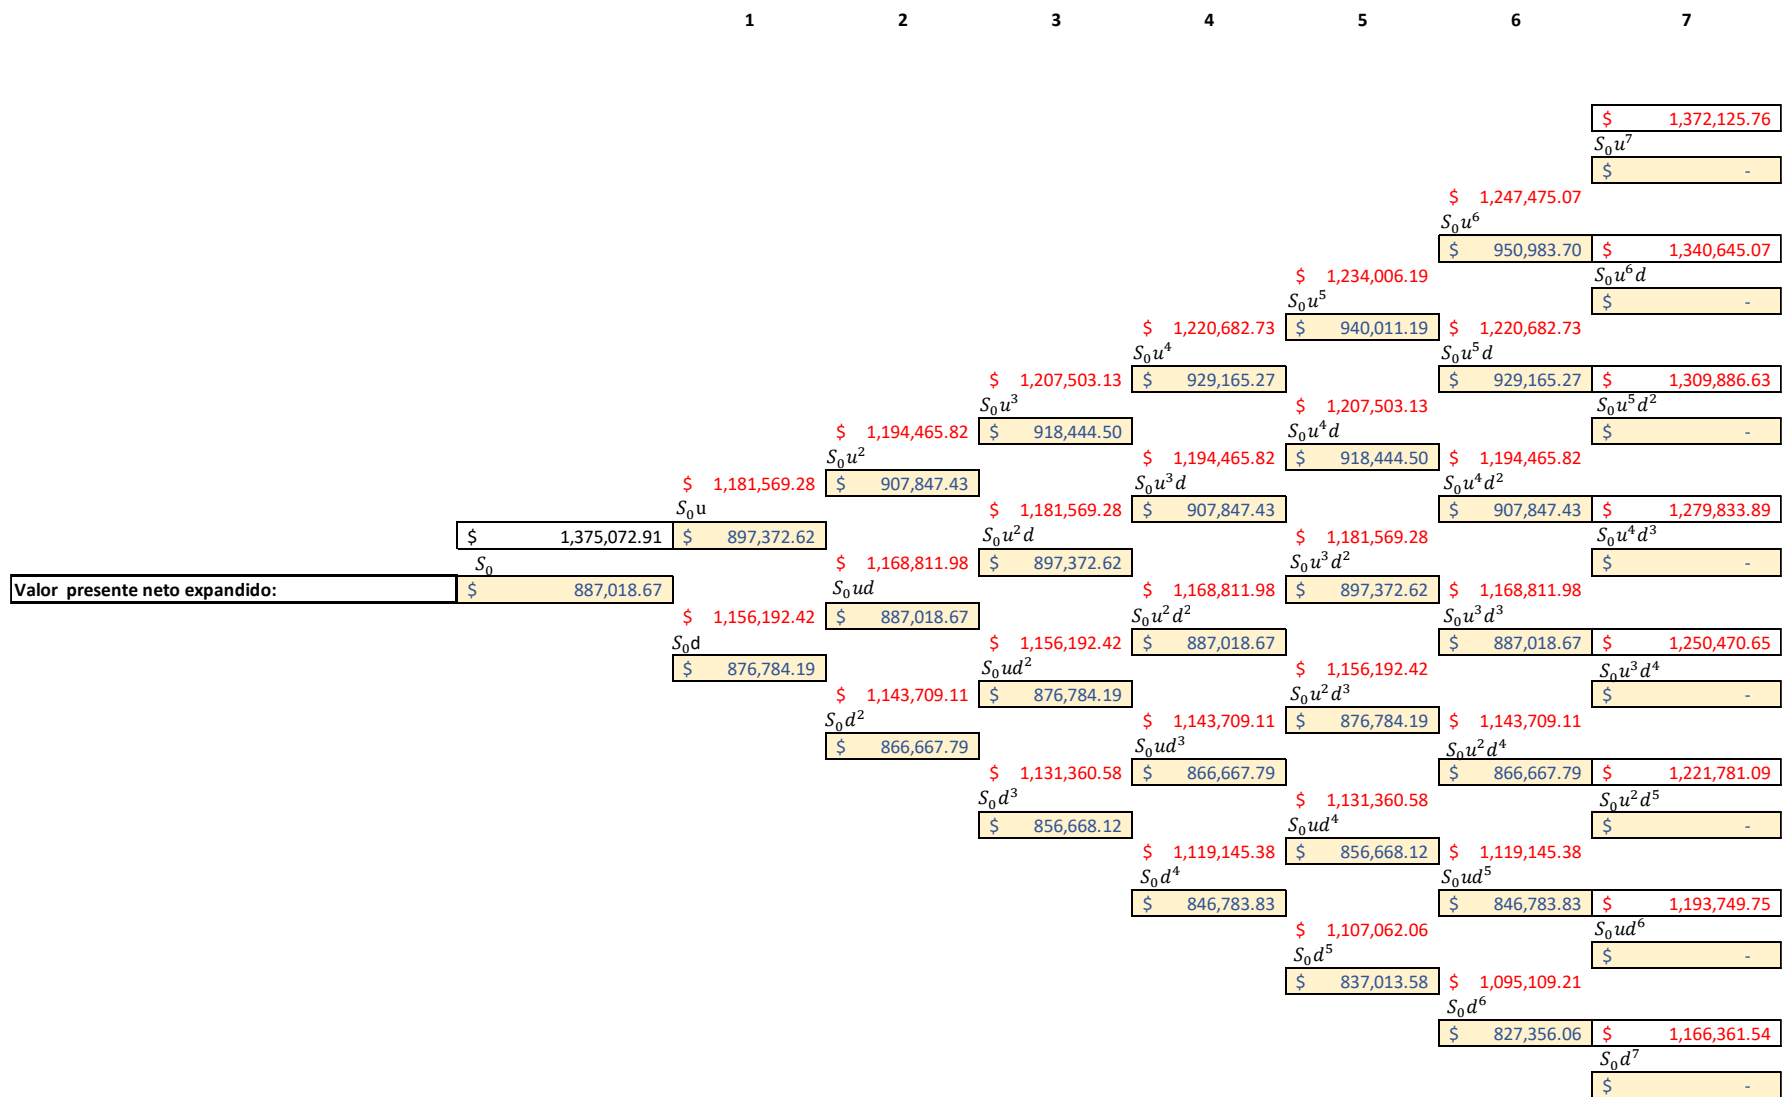 1 2 3 4 5 6 7
$ 1,372,125.76
S₀u⁷
$ -
$ 1,247,475.07
S₀u⁶
$ 950,983.70 $ 1,340,645.07
$ 1,234,006.19 S₀u⁶d
S₀u⁵ $ -
$ 1,220,682.73 $ 940,011.19 $ 1,220,682.73
S₀u⁴ S₀u⁵d
$ 1,207,503.13 $ 929,165.27 $ 929,165.27 $ 1,309,886.63
S₀u³ $ 1,207,503.13 S₀u⁵d²
$ 1,194,465.82 $ 918,444.50 S₀u⁴d $ -
S₀u² $ 1,194,465.82 $ 918,444.50 $ 1,194,465.82
$ 1,181,569.28 $ 907,847.43 S₀u³d S₀u⁴d²
S₀u $ 1,181,569.28 $ 907,847.43 $ 907,847.43 $ 1,279,833.89
$ 1,375,072.91 $ 897,372.62 S₀u²d $ 1,181,569.28 S₀u⁴d³
S₀ $ 1,168,811.98 $ 897,372.62 S₀u³d² $ -
Valor presente neto expandido: $ 887,018.67 S₀ud $ 1,168,811.98 $ 897,372.62 $ 1,168,811.98
$ 1,156,192.42 $ 887,018.67 S₀u²d² S₀u³d³
S₀d $ 1,156,192.42 $ 887,018.67 $ 887,018.67 $ 1,250,470.65
$ 876,784.19 S₀ud² $ 1,156,192.42 S₀u³d⁴
$ 1,143,709.11 $ 876,784.19 S₀u²d³ $ -
S₀d² $ 1,143,709.11 $ 876,784.19 $ 1,143,709.11
$ 866,667.79 S₀ud³ S₀u²d⁴
$ 1,131,360.58 $ 866,667.79 $ 866,667.79 $ 1,221,781.09
S₀d³ $ 1,131,360.58 S₀u²d⁵
$ 856,668.12 S₀ud⁴ $ -
$ 1,119,145.38 $ 856,668.12 $ 1,119,145.38
S₀d⁴ S₀ud⁵
$ 846,783.83 $ 846,783.83 $ 1,193,749.75
$ 1,107,062.06 S₀ud⁶
S₀d⁵ $ -
$ 837,013.58 $ 1,095,109.21
S₀d⁶
$ 827,356.06 $ 1,166,361.54
S₀d⁷
$ -